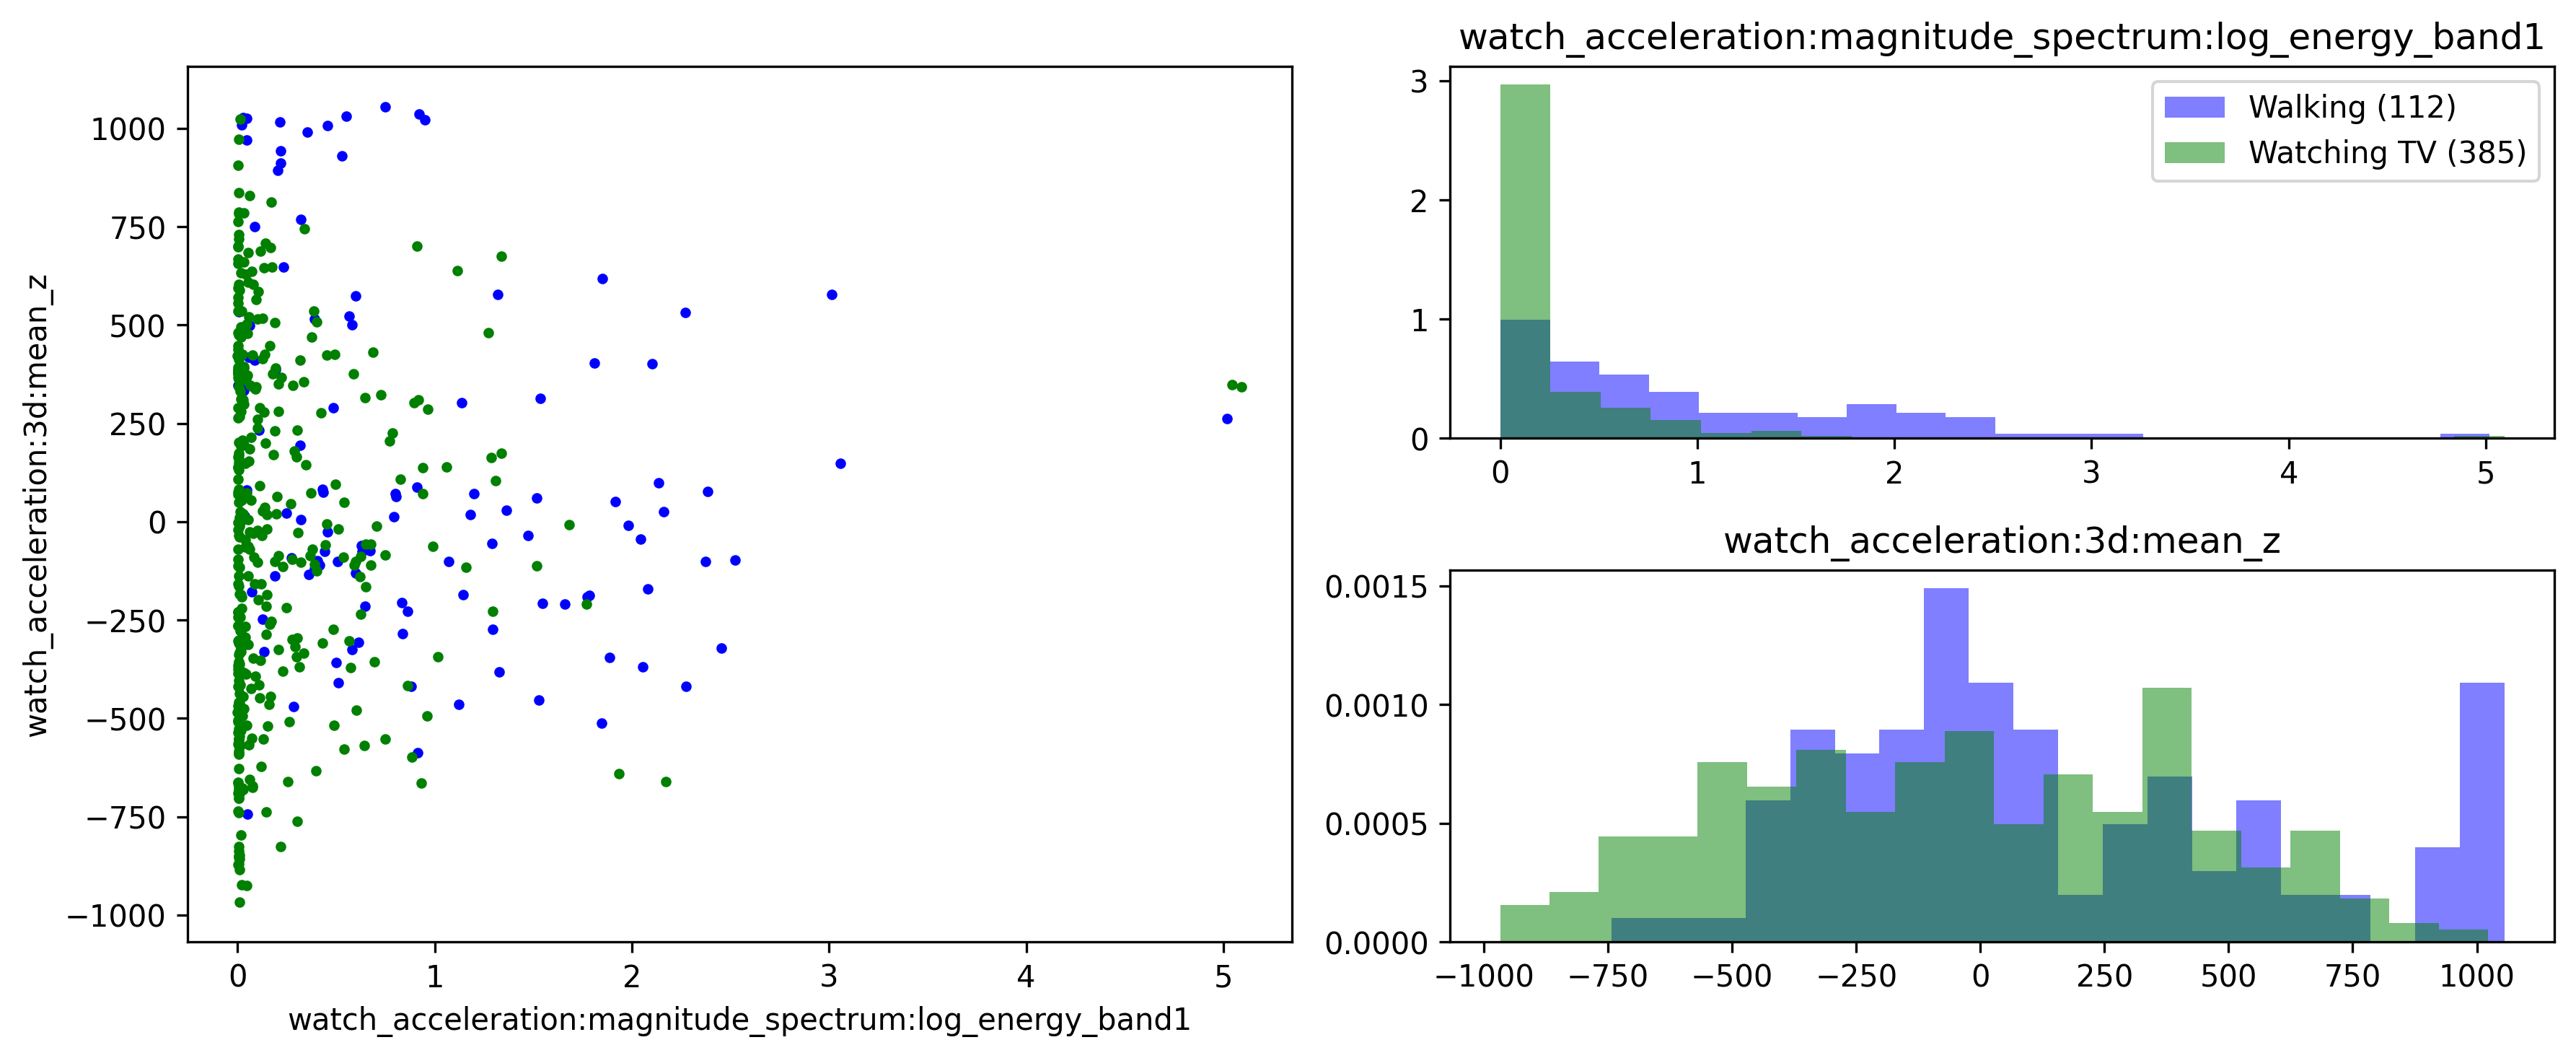 watch_acceleration:3d:mean_z
1000
750
500
250
0
−250
−500
−750
−1000
0 1 2 3 4 5
watch_acceleration:magnitude_spectrum:log_energy_band1
watch_acceleration:magnitude_spectrum:log_energy_band1
3
2
1
0
Walking (112)
Watching TV (385)
0 1 2 3 4 5
watch_acceleration:3d:mean_z
0.0015
0.0010
0.0005
0.0000
−1000 −750 −500 −250 0 250 500 750 1000